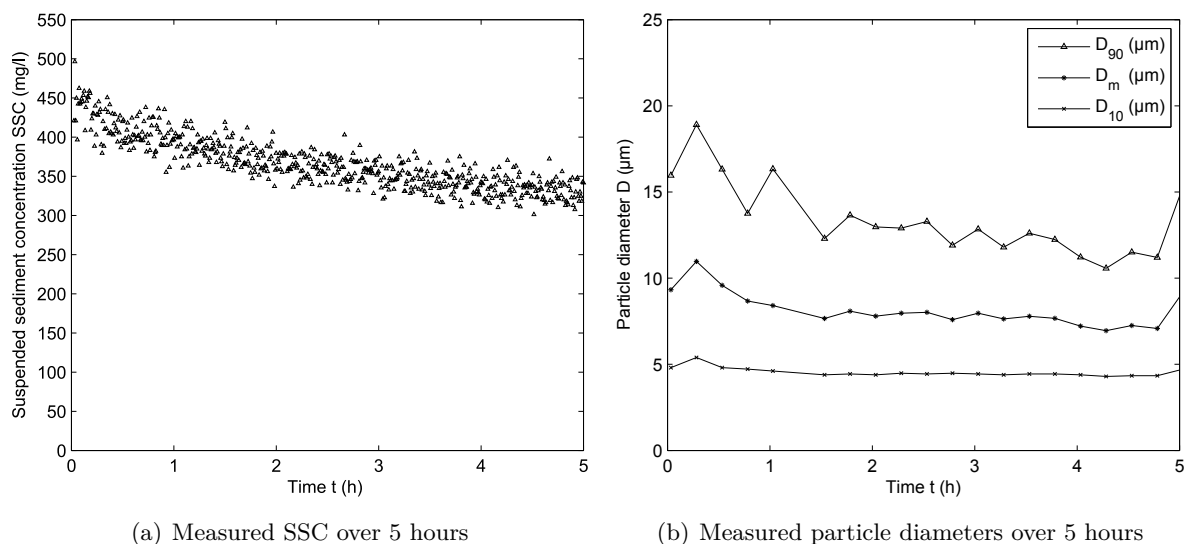 550
500
450
400
350
300
250
200
150
100
50
0
Suspended sediment concentration SSC (mg/l)
0 1 2 3 4 5
Time t (h)
(a) Measured SSC over 5 hours
25
20
15
10
5
0
Particle diameter D (µm)
D90 (µm)
Dm (µm)
D10 (µm)
0 1 2 3 4 5
Time t (h)
(b) Measured particle diameters over 5 hours